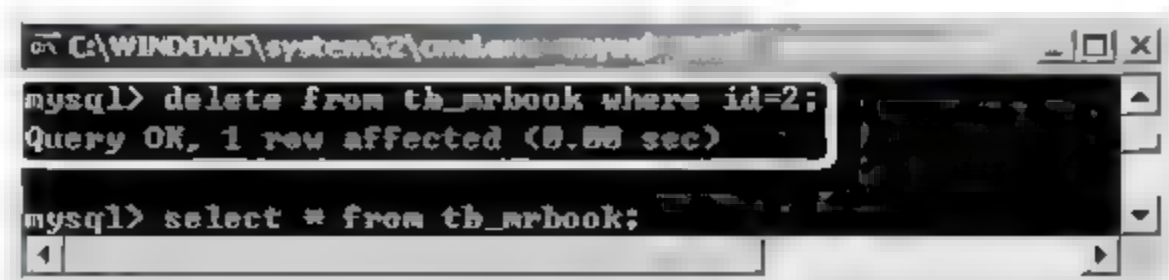 C:\WINDOWS\system32\cmd.exe
mysql> delete from tb_mrbook where id=2;
Query OK, 1 row affected (0.00 sec)
mysql> select * from tb_mrbook;